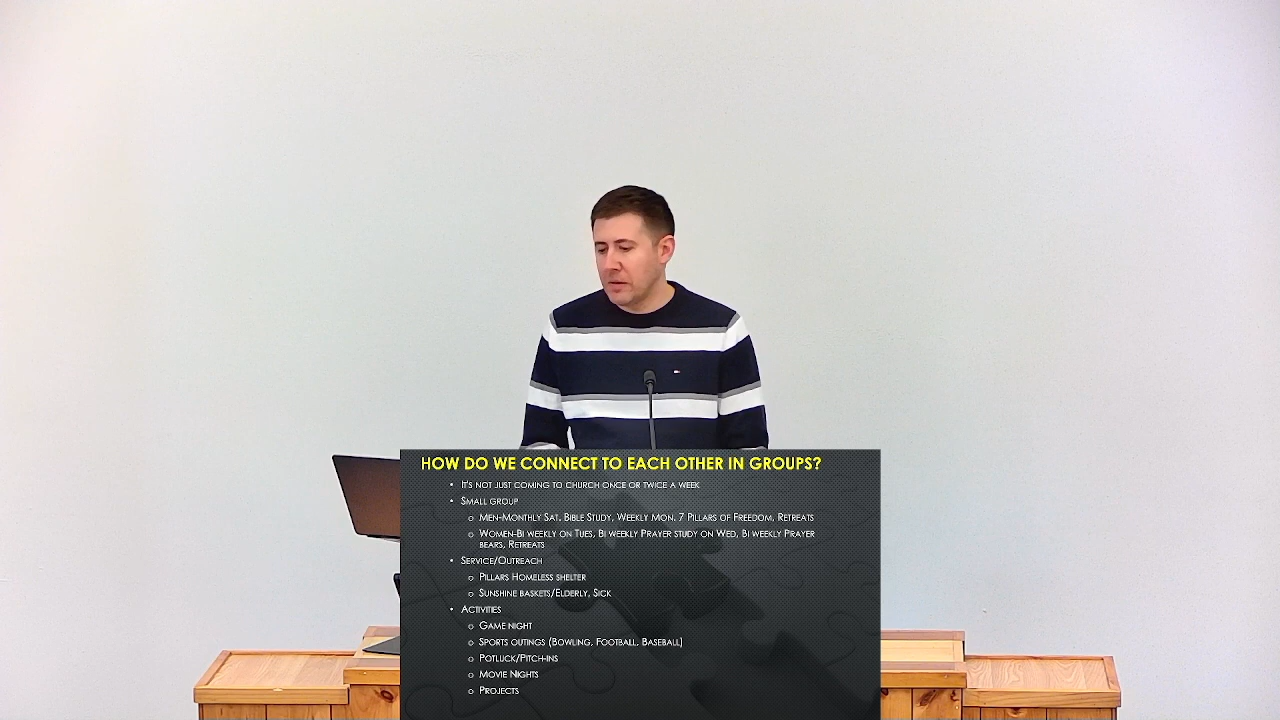 HOW DO WE CONNECT TO EACH OTHER IN GROUPS?
• IT'S NOT JUST COMING TO CHURCH ONCE OR TWICE A WEEK
• SMALL GROUP
o MEN-MONTHLY SAT. BIBLE STUDY, WEEKLY MON. 7 PILLARS OF FREEDOM, RETREATS
o WOMEN-BI WEEKLY ON TUES, BI WEEKLY PRAYER STUDY ON WED, BI WEEKLY PRAYER
BEARS, RETREATS
• SERVICE/OUTREACH
o PILLARS HOMELESS SHELTER
o SUNSHINE BASKETS/ELDERLY, SICK
• ACTIVITIES
o GAME NIGHT
o SPORTS OUTINGS (BOWLING, FOOTBALL, BASEBALL)
o POTLUCK/PITCH-INS
o MOVIE NIGHTS
o PROJECTS